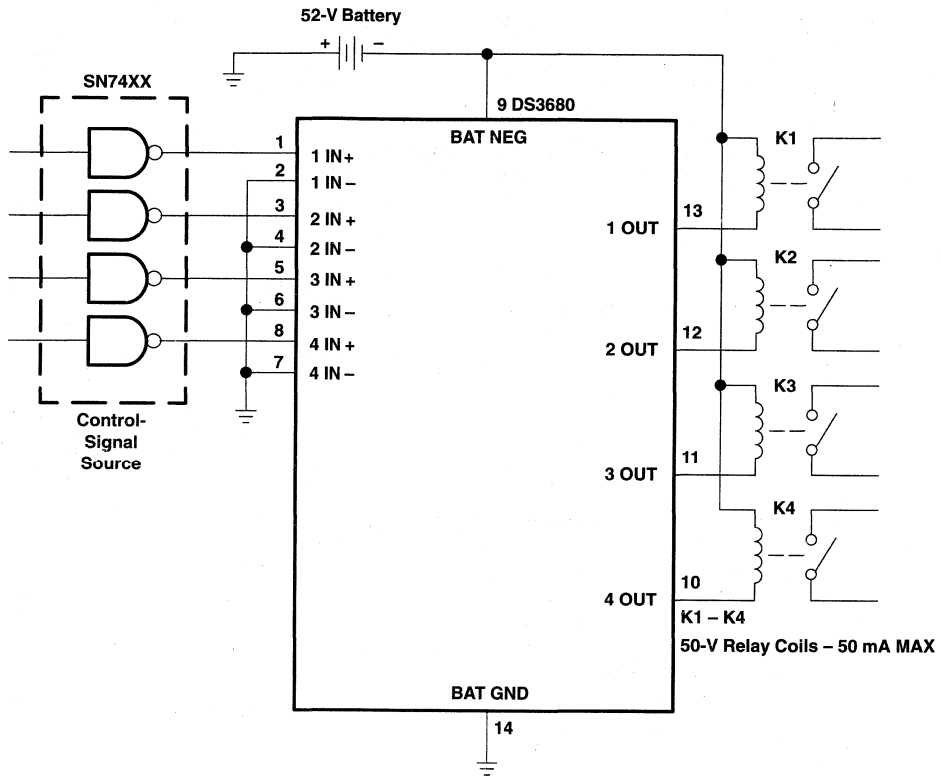 52-V Battery
+ −
SN74XX
9 DS3680
BAT NEG
K1
1
1 IN+
2
1 IN −
3
2 IN +
13
1 OUT
4
2 IN −
K2
5
3 IN +
6
3 IN −
12
2 OUT
8
4 IN +
7
4 IN −
K3
Control-
Signal
Source
11
3 OUT
K4
10
4 OUT
K1 – K4
50-V Relay Coils – 50 mA MAX
BAT GND
14